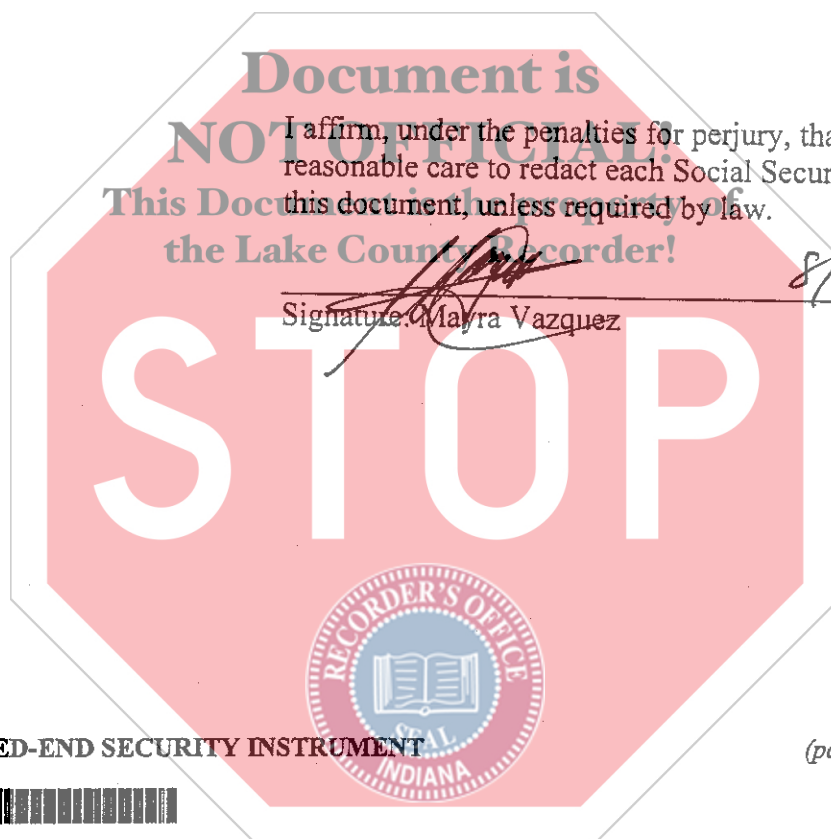 Document is
NOT OFFICIAL!
This Document is the property of
the Lake County Recorder!
I affirm, under the penalties for perjury, tha
reasonable care to redact each Social Secur
this document, unless required by law.
8/
Signature: Mayra Vazquez
STOP
RECORDER'S OFFICE
SEAL
INDIANA
ED-END SECURITY INSTRUMENT
(pa